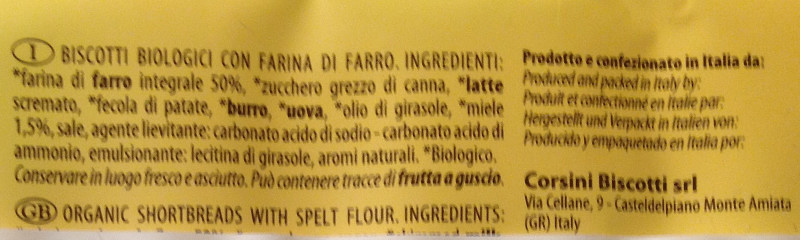 I BISCOTTI BIOLOGICI CON FARINA DI FARRO. INGREDIENTI:
*farina di farro integrale 50%, *zucchero grezzo di canna, *latte
scremato, *fecola di patate, *burro, *uova, *olio di girasole, *miele
1,5%, sale, agente lievitante: carbonato acido di sodio - carbonato acido di
ammonio, emulsionante: lecitina di girasole, aromi naturali. *Biologico.
Conservare in luogo fresco e asciutto. Può contenere tracce di frutta a guscio.
GB ORGANIC SHORTBREADS WITH SPELT FLOUR. INGREDIENTS:
Prodotto e confezionato in Italia da:
Produced and packed in Italy by:
Produit et confectionné en Italie par:
Hergestellt und Verpackt in Italien von:
Producido y empaquetado en Italia por:
Corsini Biscotti srl
Via Cellane, 9 - Casteldelpiano Monte Amiata
(GR) Italy